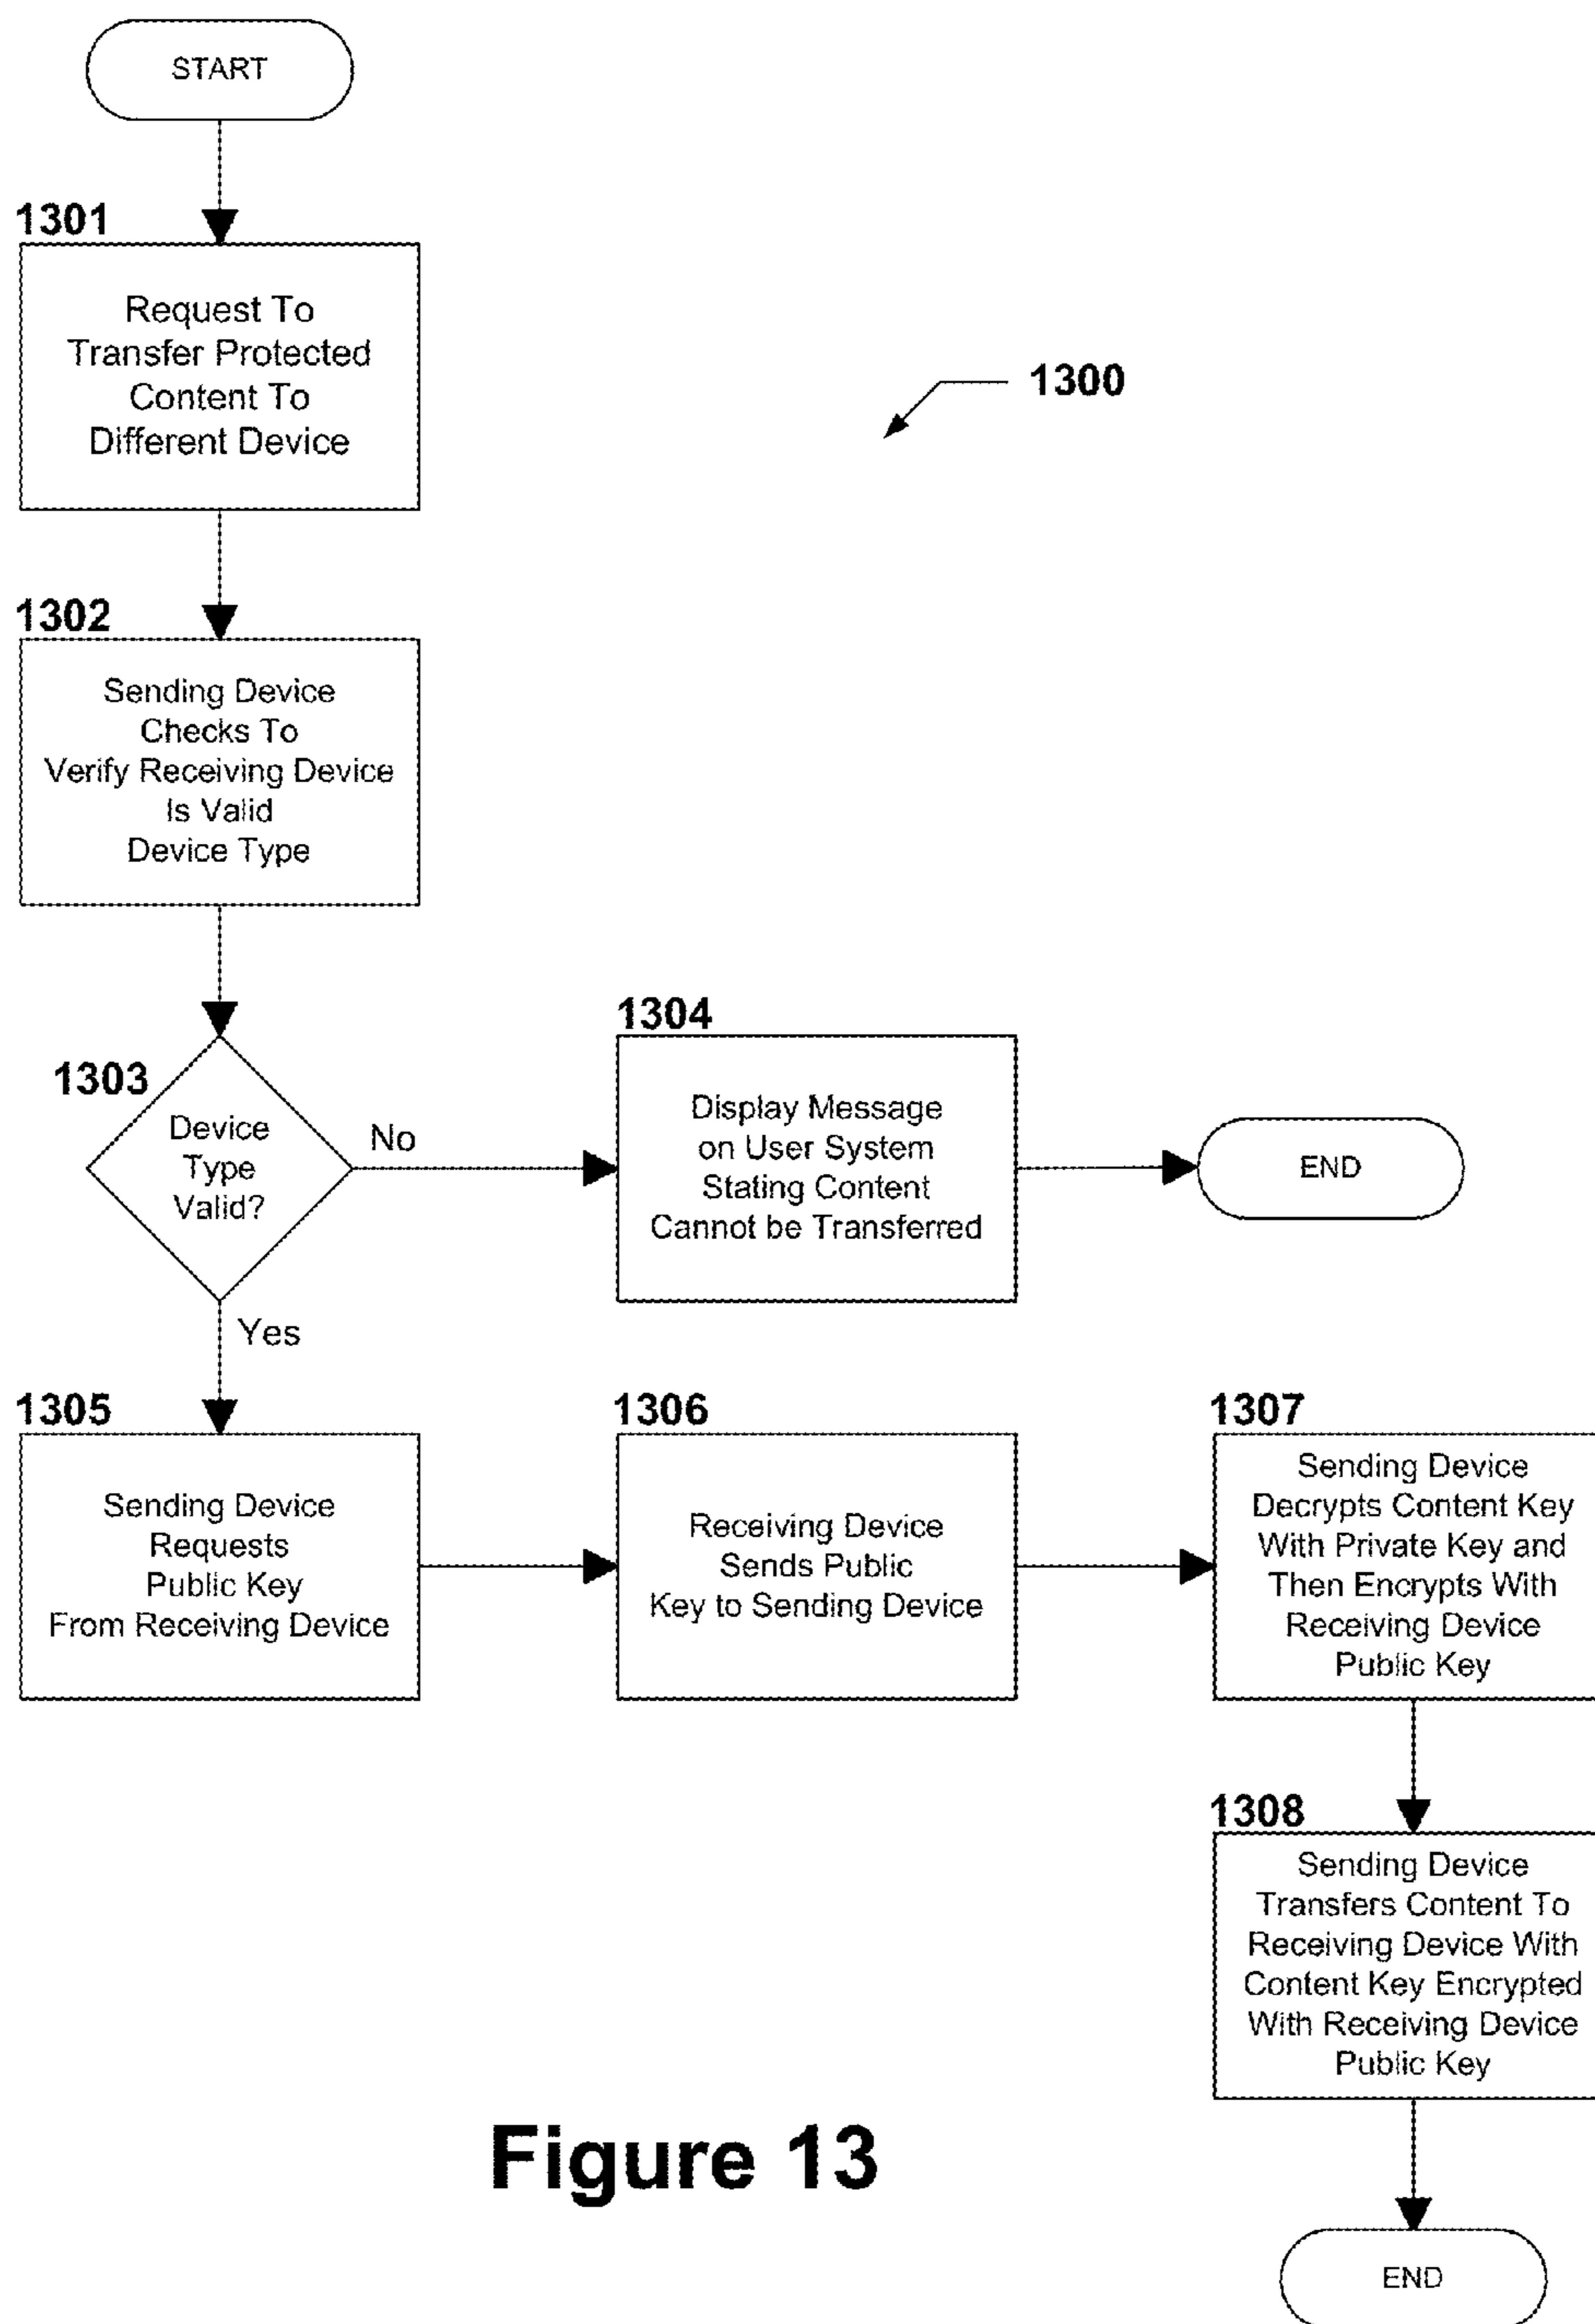 START
1301
Request To
Transfer Protected
Content To
Different Device
1300
1302
Sending Device
Checks To
Verify Receiving Device
Is Valid
Device Type
1303
Device
Type
Valid?
No
1304
Display Message
on User System
Stating Content
Cannot be Transferred
END
Yes
1305
Sending Device
Requests
Public Key
From Receiving Device
1306
Receiving Device
Sends Public
Key to Sending Device
1307
Sending Device
Decrypts Content Key
With Private Key and
Then Encrypts With
Receiving Device
Public Key
1308
Sending Device
Transfers Content To
Receiving Device With
Content Key Encrypted
With Receiving Device
Public Key
END
Figure 13